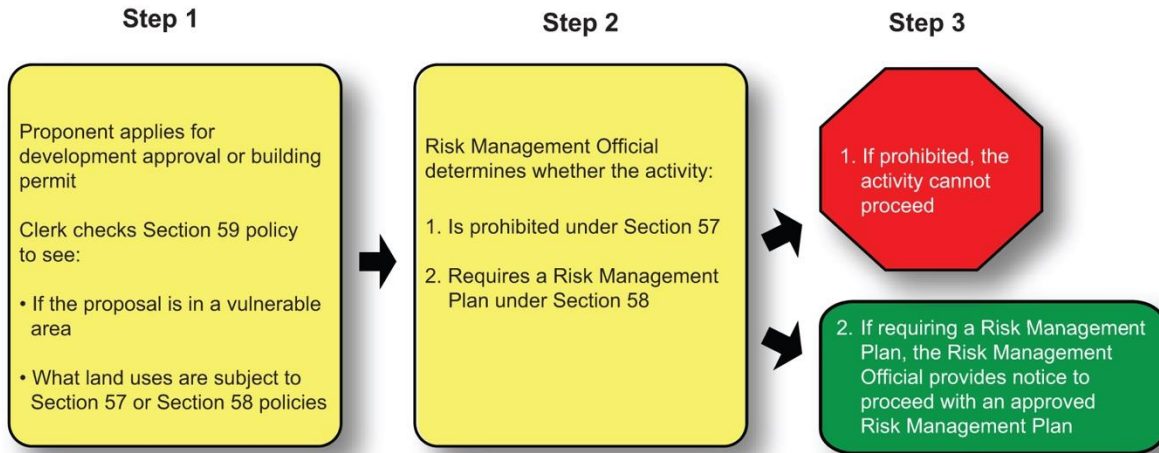 Step 1
Proponent applies for
development approval or building
permit
Clerk checks Section 59 policy
to see:
• If the proposal is in a vulnerable
area
• What land uses are subject to
Section 57 or Section 58 policies
Step 2
Risk Management Official
determines whether the activity:
1. Is prohibited under Section 57
2. Requires a Risk Management
Plan under Section 58
Step 3
1. If prohibited, the
activity cannot
proceed
2. If requiring a Risk Management
Plan, the Risk Management
Official provides notice to
proceed with an approved
Risk Management Plan